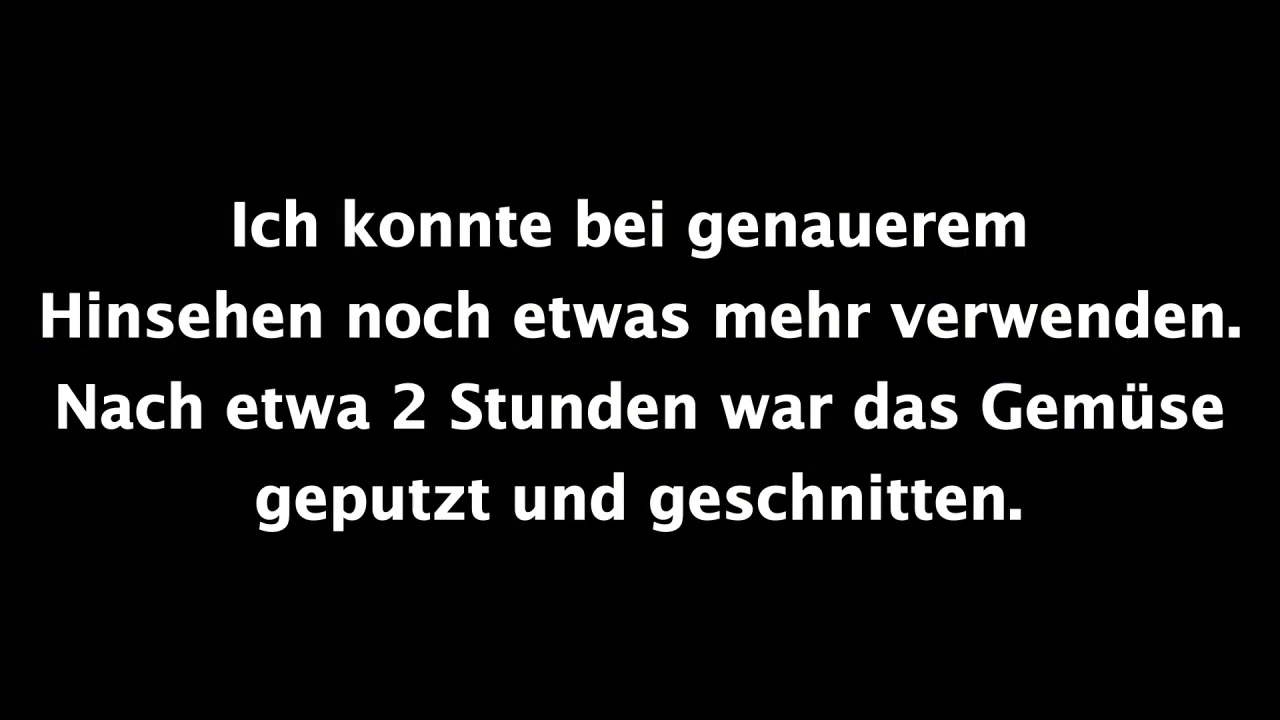 Ich konnte bei genauerem
Hinsehen noch etwas mehr verwenden.
Nach etwa 2 Stunden war das Gemüse
geputzt und geschnitten.